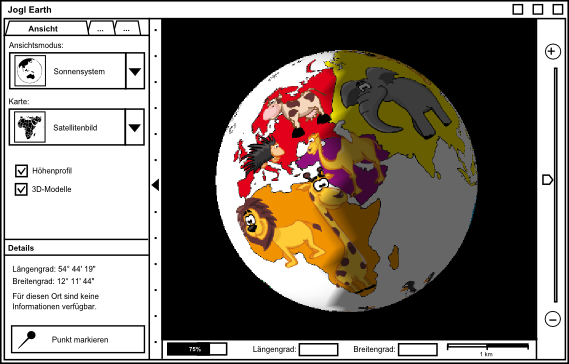 Jogl Earth
Ansicht
...
...
Ansichtsmodus:
Sonnensystem
Karte:
Satellitenbild
Höhenprofil
3D-Modelle
Details
Längengrad: 54° 44' 19"
Breitengrad: 12° 11' 44"
Für diesen Ort sind keine
Informationen verfügbar.
Punkt markieren
75%
Längengrad:
Breitengrad:
1 km